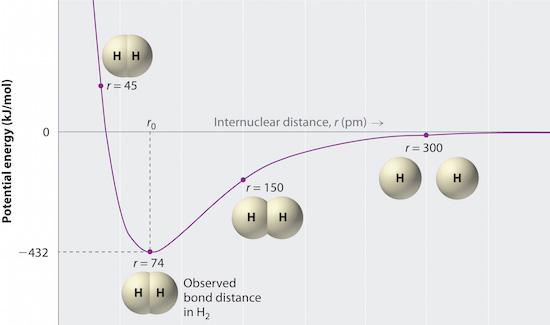 Potential energy (kJ/mol)
0
−432
H H
r = 45
r₀
Internuclear distance, r (pm) →
r = 300
H H
r = 150
H H
r = 74
H H
Observed
bond distance
in H₂